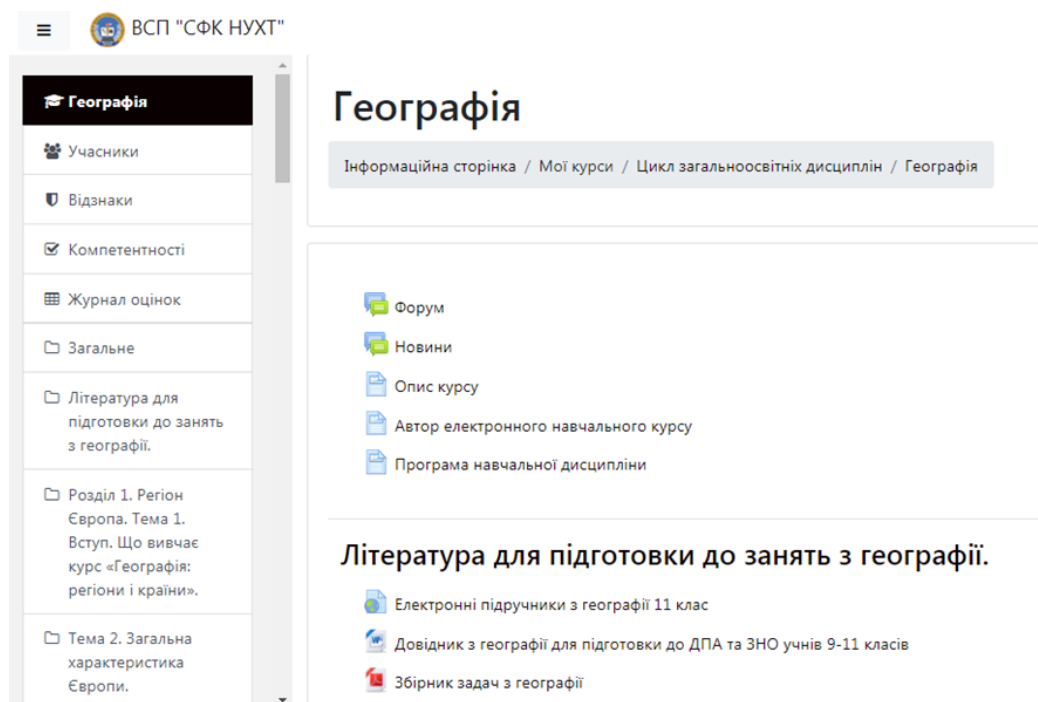 ВСП "СФК НУХТ"
Географія
Учасники
Відзнаки
Компетентності
Журнал оцінок
Загальне
Література для
підготовки до занять
з географії.
Розділ 1. Регіон
Європа. Тема 1.
Вступ. Що вивчає
курс «Географія:
регіони і країни».
Тема 2. Загальна
характеристика
Європи.
Географія
Інформаційна сторінка / Мої курси / Цикл загальноосвітніх дисциплін / Географія
Форум
Новини
Опис курсу
Автор електронного навчального курсу
Програма навчальної дисципліни
Література для підготовки до занять з географії.
Електронні підручники з географії 11 клас
Довідник з географії для підготовки до ДПА та ЗНО учнів 9-11 класів
Збірник задач з географії